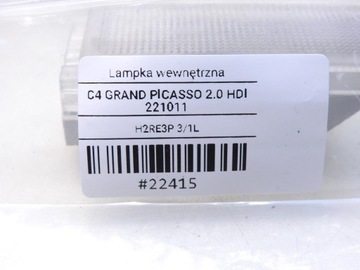 Lampka wewnętrzna
C4 GRAND PICASSO 2.0 HDI
221011
H2RE3P 3/1L
#22415